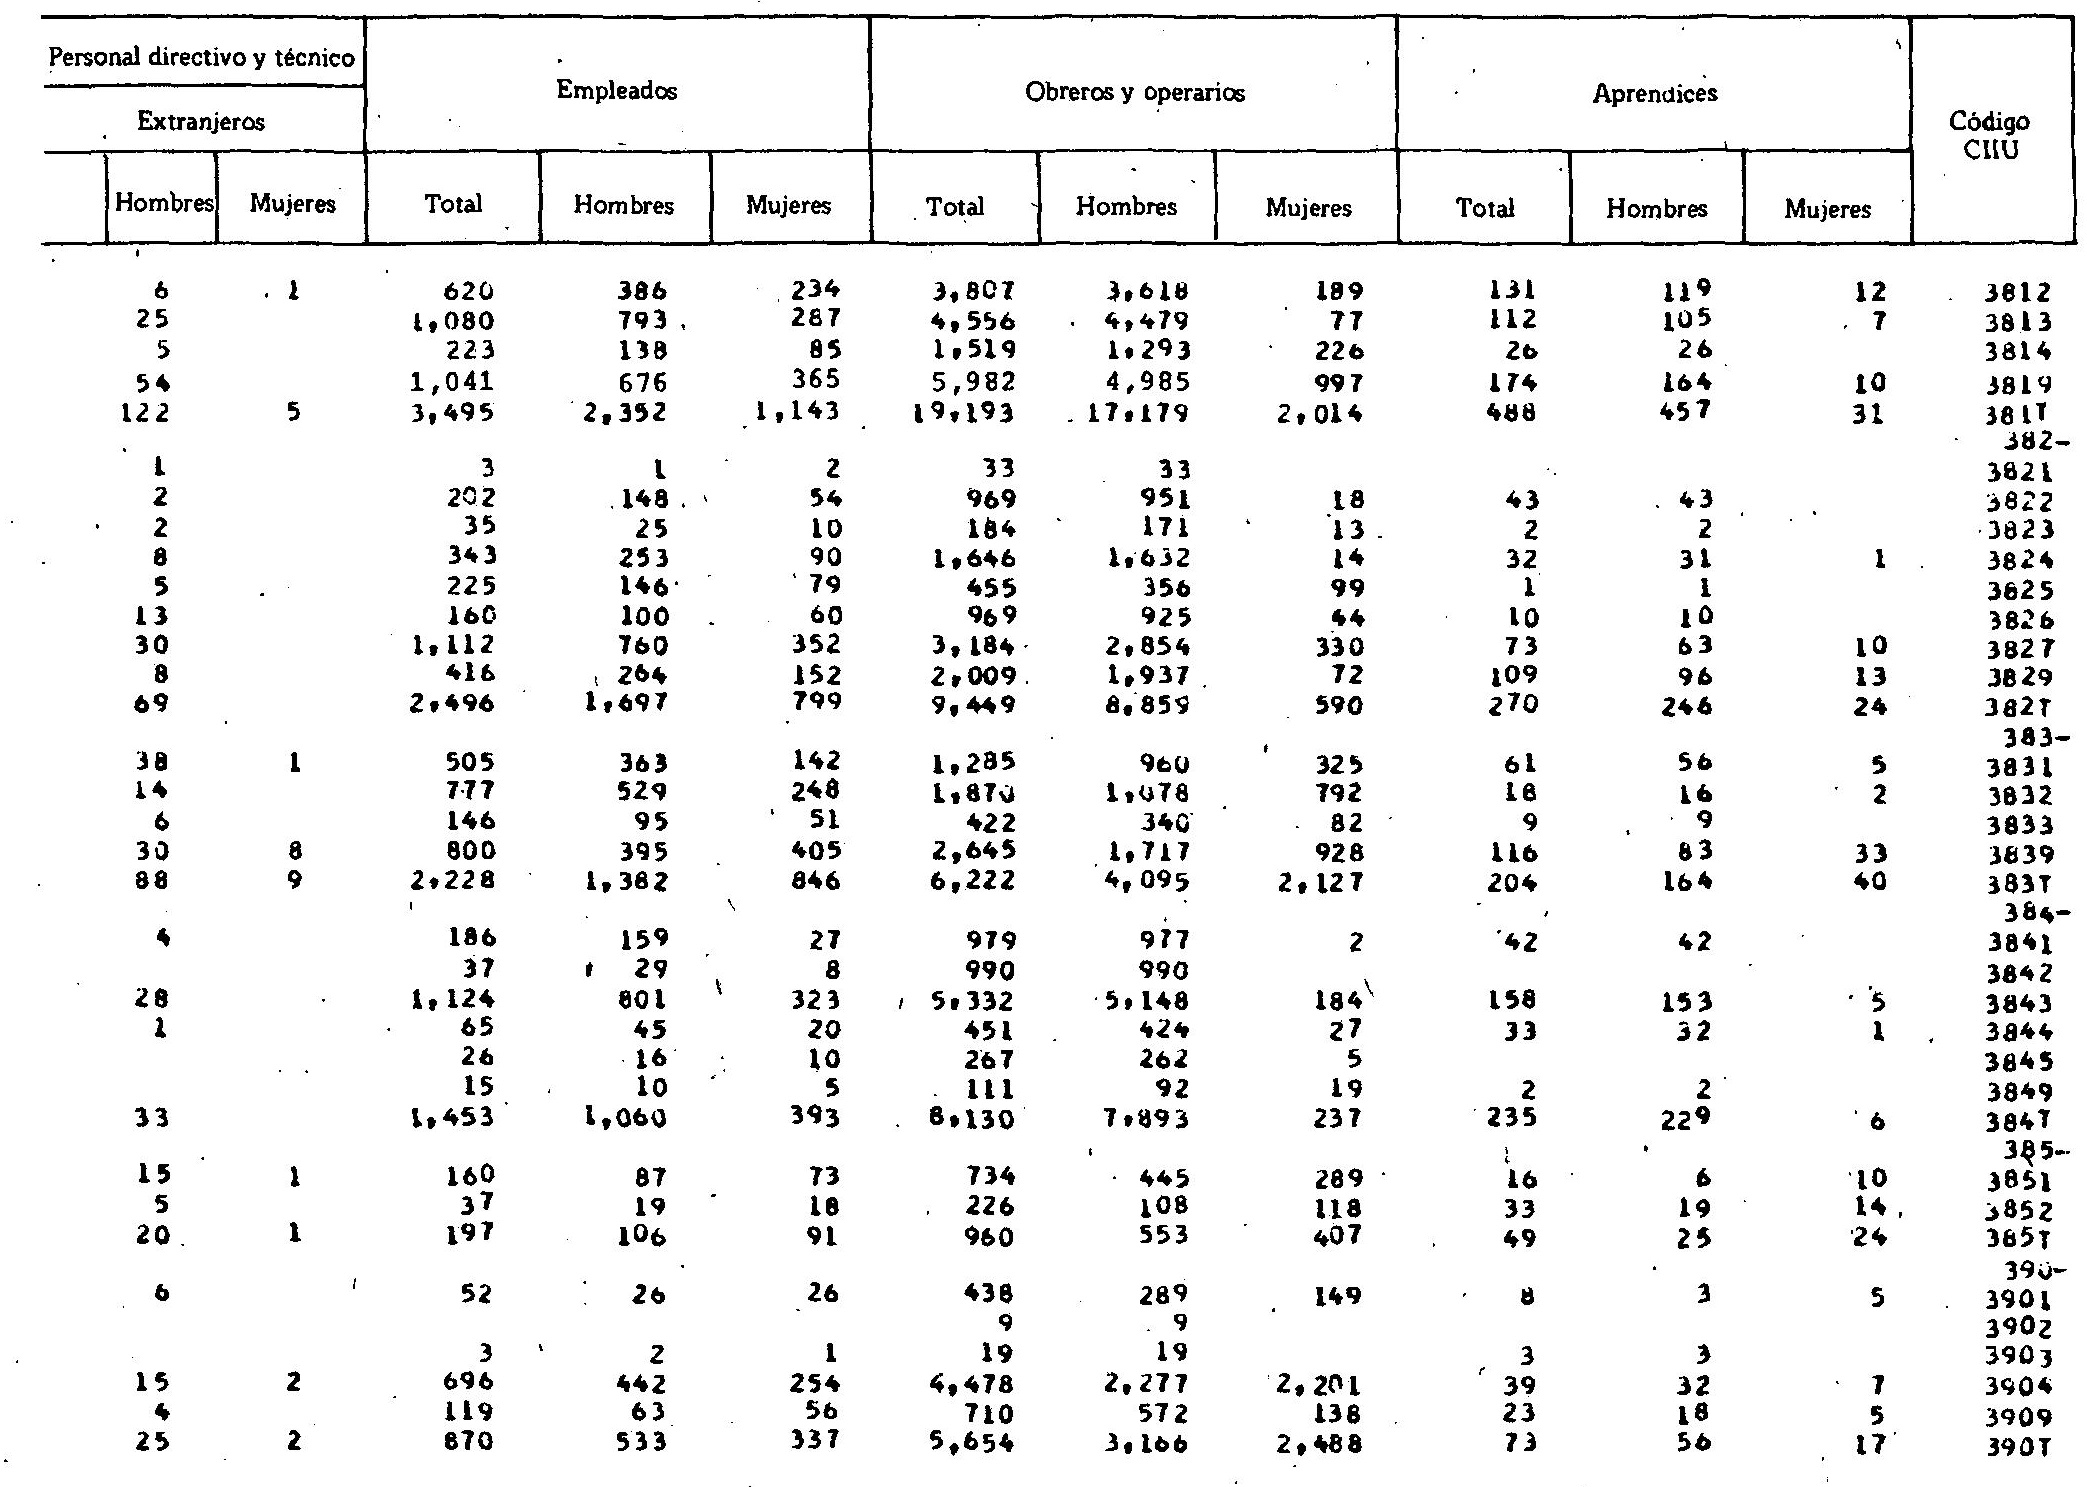 Personal directivo y técnico Empleados Obreros y operarios Aprendices Código CIIU
Extranjeros
Hombres Mujeres Total Hombres Mujeres Total Hombres Mujeres Total Hombres Mujeres
6 1 620 386 234 3,807 3,618 189 131 119 12 3812
25 1,080 793 287 4,556 4,479 77 112 105 7 3813
5 223 138 85 1,519 1,293 226 26 26 3814
54 1,041 676 365 5,982 4,985 997 174 164 10 3819
122 5 3,495 2,352 1,143 19,193 17,179 2,014 488 457 31 381T
382-
1 3 1 2 33 33 3821
2 202 148 54 969 951 18 43 43 3822
2 35 25 10 184 171 13 2 2 3823
8 343 253 90 1,646 1,632 14 32 31 1 3824
5 225 146 79 455 356 99 1 1 3825
13 160 100 60 969 925 44 10 10 3826
30 1,112 760 352 3,184 2,854 330 73 63 10 3827
8 416 264 152 2,009 1,937 72 109 96 13 3829
69 2,496 1,697 799 9,449 8,859 590 270 246 24 382T
383-
38 1 505 363 142 1,285 960 325 61 56 5 3831
14 777 529 248 1,870 1,078 792 18 16 2 3832
6 146 95 51 422 340 82 9 9 3833
30 8 800 395 405 2,645 1,717 928 116 83 33 3839
88 9 2,228 1,382 846 6,222 4,095 2,127 204 164 40 383T
384-
4 186 159 27 979 977 2 42 42 3841
37 29 8 990 990 3842
28 1,124 801 323 5,332 5,148 184 158 153 5 3843
1 65 45 20 451 424 27 33 32 1 3844
26 16 10 267 262 5 3845
15 10 5 111 92 19 2 2 3849
33 1,453 1,060 393 8,130 7,893 237 235 229 6 384T
385-
15 1 160 87 73 734 445 289 16 6 10 3851
5 37 19 18 226 108 118 33 19 14 3852
20 1 197 106 91 960 553 407 49 25 24 385T
390-
6 52 26 26 438 289 149 8 3 5 3901
9 9 3902
3 2 1 19 19 3 3 3903
15 2 696 442 254 4,478 2,277 2,201 39 32 7 3904
4 119 63 56 710 572 138 23 18 5 3909
25 2 870 533 337 5,654 3,166 2,488 73 56 17 390T